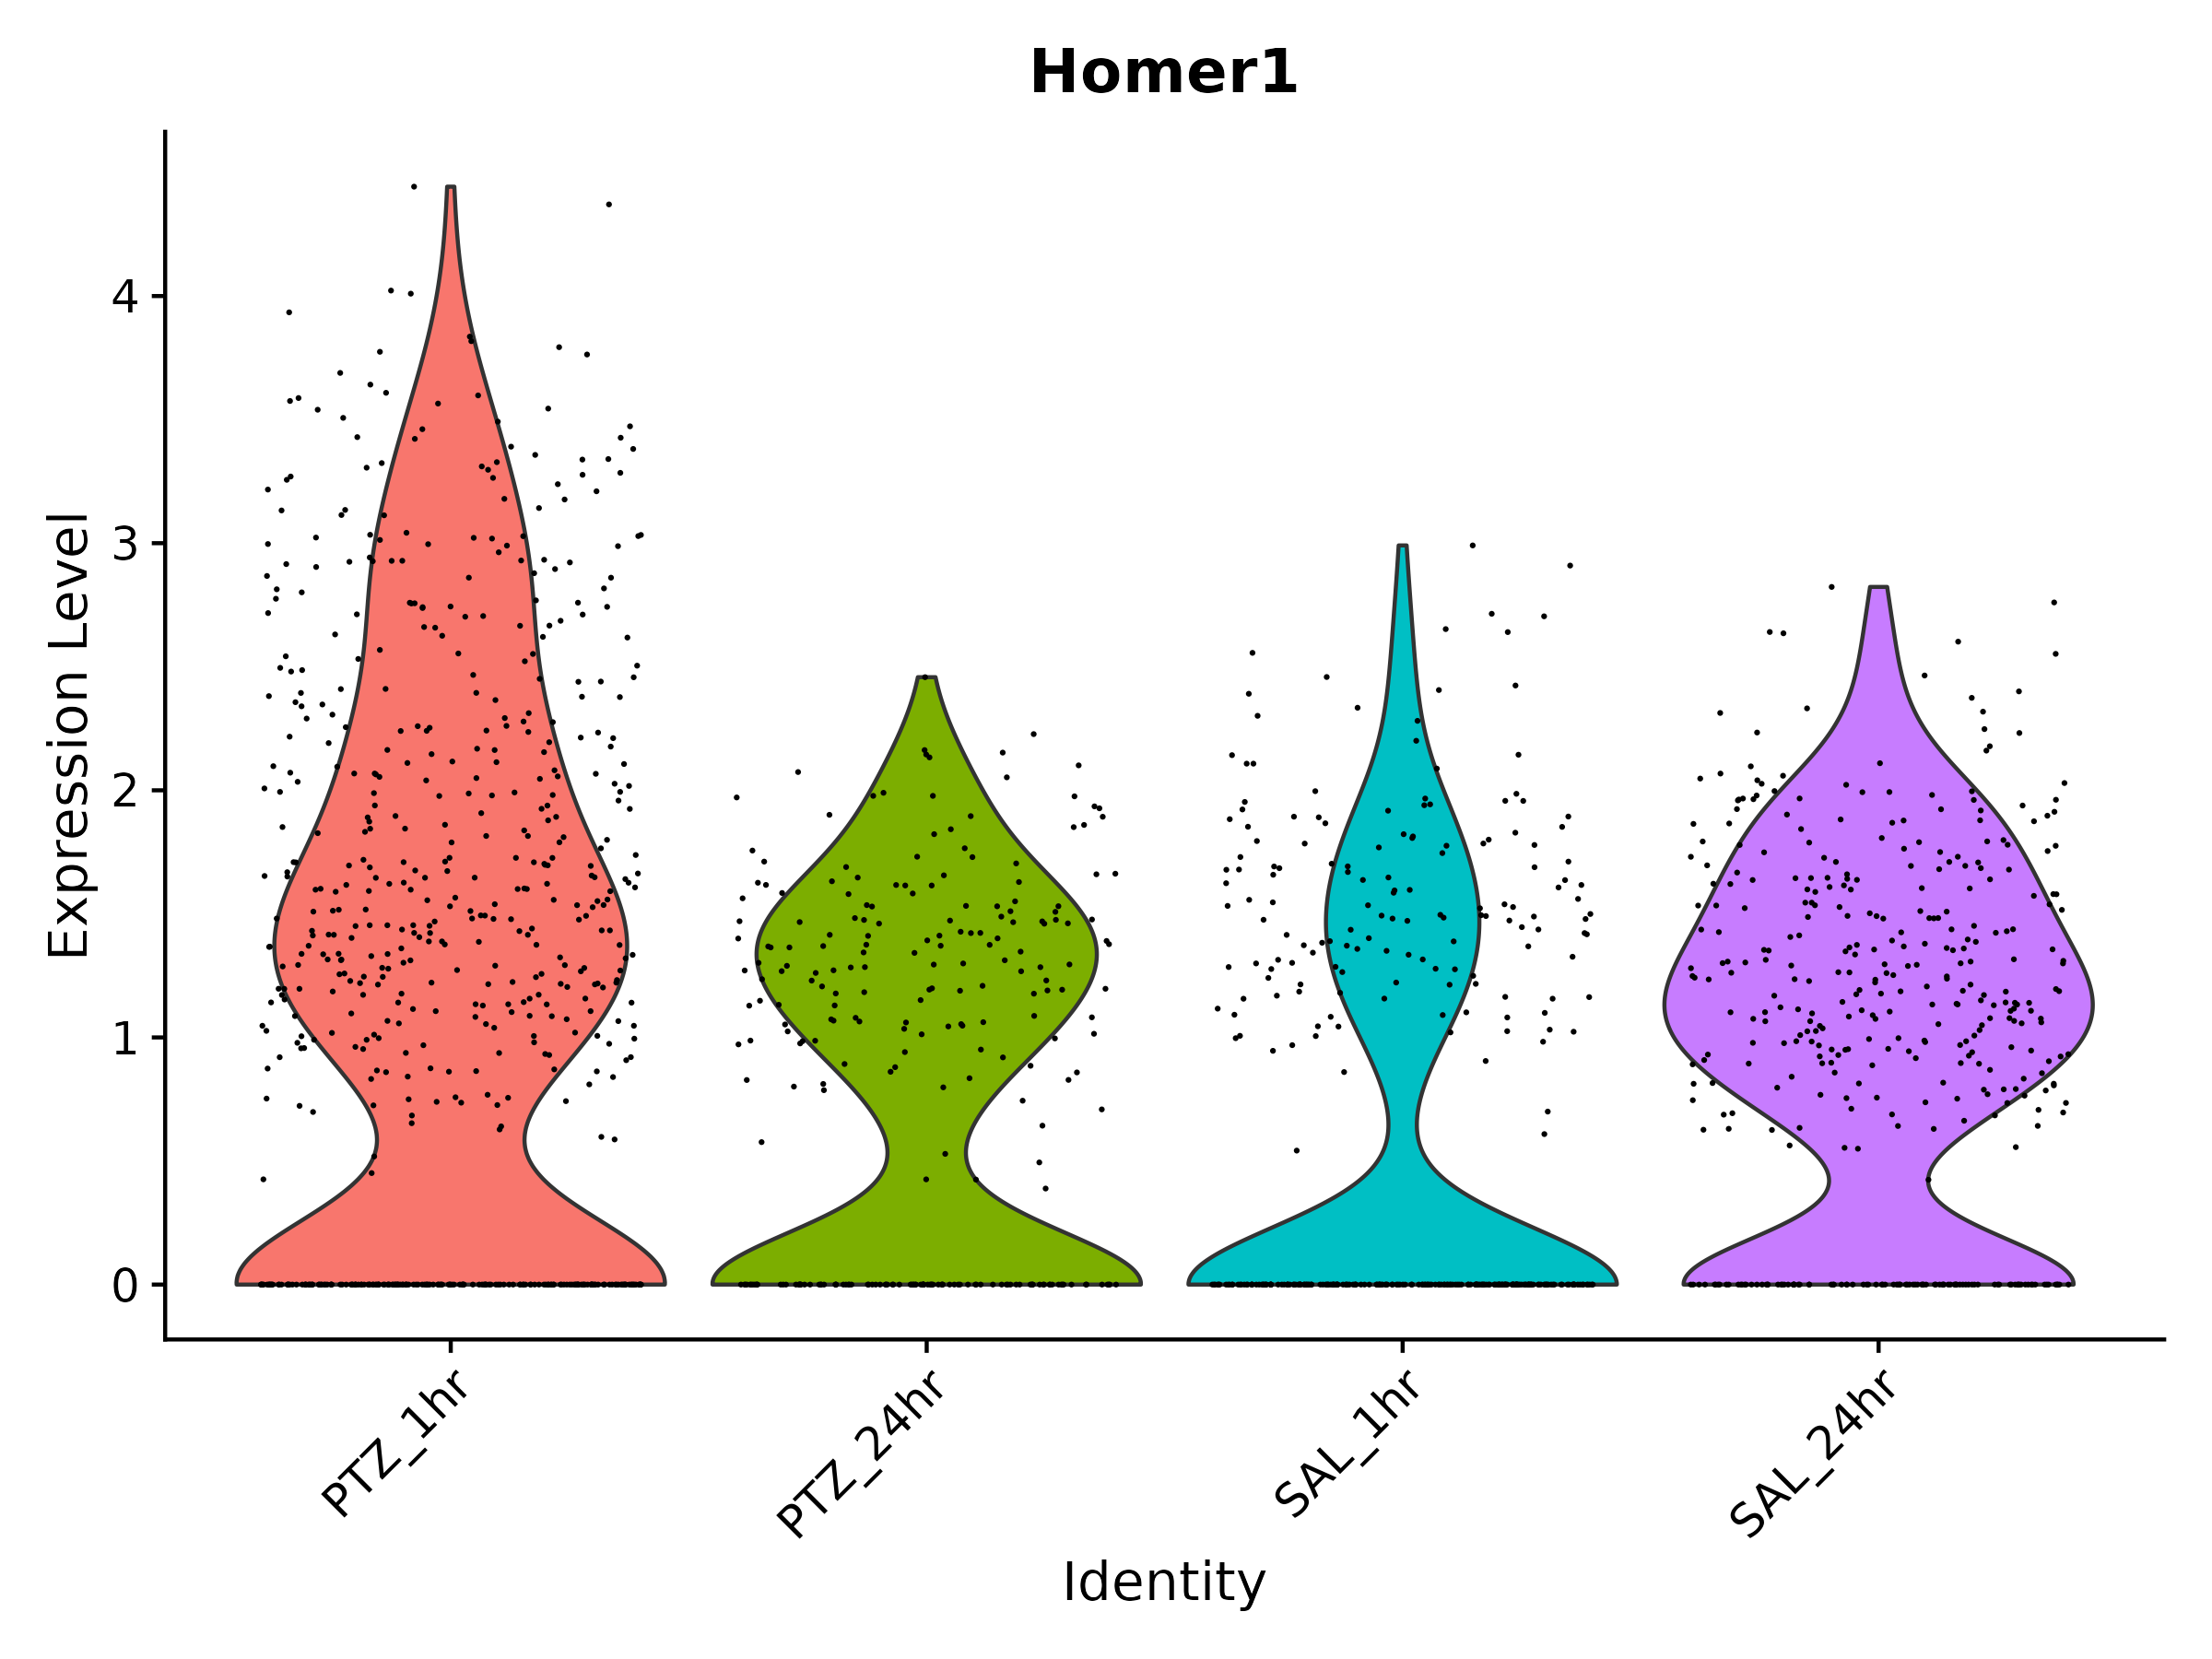 Homer1
Expression Level
4
3
2
1
0
PTZ_1hr
PTZ_24hr
SAL_1hr
SAL_24hr
Identity